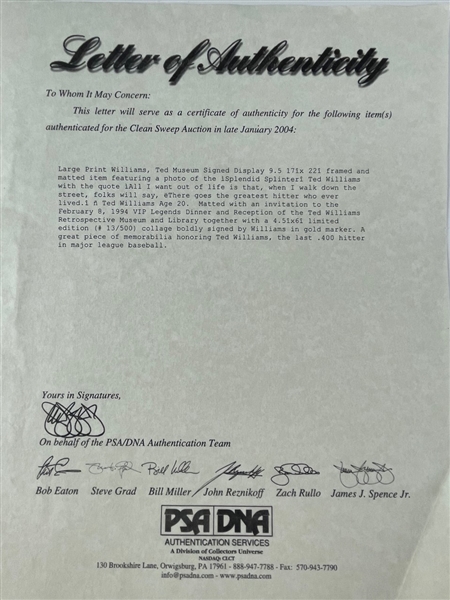 Letter of Authenticity
To Whom It May Concern:
This letter will serve as a certificate of authenticity for the following item(s)
authenticated for the Clean Sweep Auction in late January 2004:
Large Print Williams, Ted Museum Signed Display 9.5 171x 221 framed and
matted item featuring a photo of the ìSplendid Splinterî Ted Williams
with the quote ìAll I want out of life is that, when I walk down the
street, folks will say, ëThere goes the greatest hitter who ever
lived.î ñ Ted Williams Age 20. Matted with an invitation to the
February 8, 1994 VIP Legends Dinner and Reception of the Ted Williams
Retrospective Museum and Library together with a 4.51x61 limited
edition (# 13/500) collage boldly signed by Williams in gold marker. A
great piece of memorabilia honoring Ted Williams, the last .400 hitter
in major league baseball.
Yours in Signatures,
On behalf of the PSA/DNA Authentication Team
Bob Eaton Steve Grad Bill Miller John Reznikoff Zach Rullo James J. Spence Jr.
PSA DNA
AUTHENTICATION SERVICES
A Division of Collectors Universe
NASDAQ: CLCT
130 Brookshire Lane, Orwigsburg, PA 17961 - 888-947-7788 - Fax: 570-943-7790
info@psadna.com - www.psadna.com